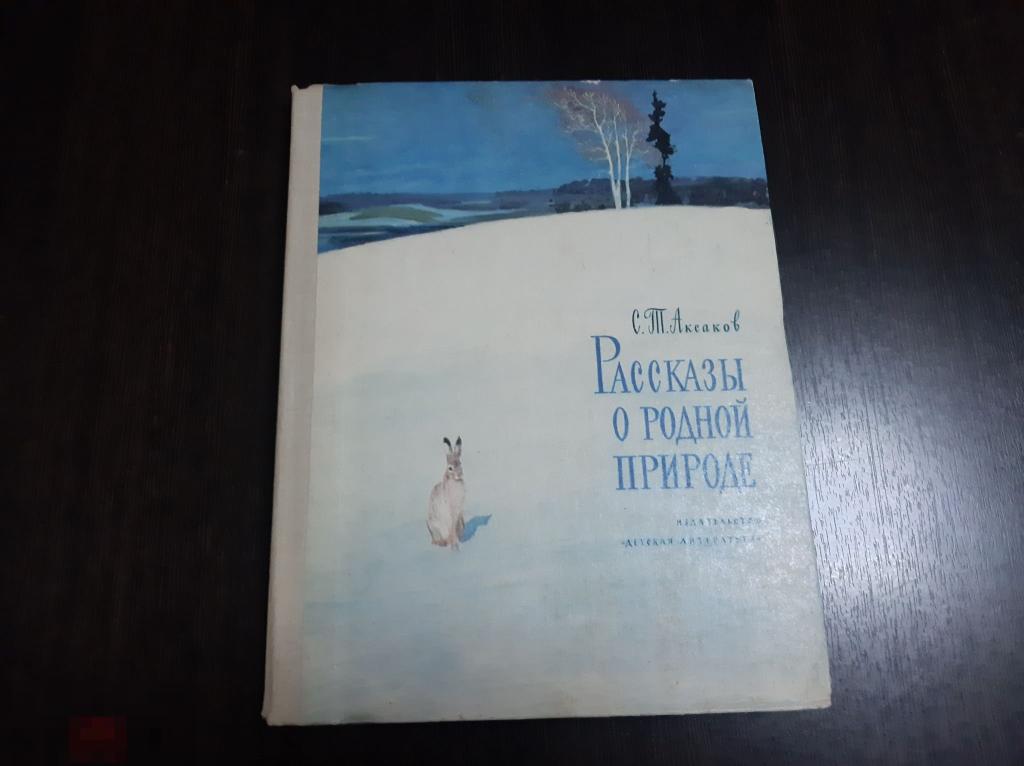 С.Т.Аксаков
Рассказы
о родной
природе
издательство
«Детская литература»